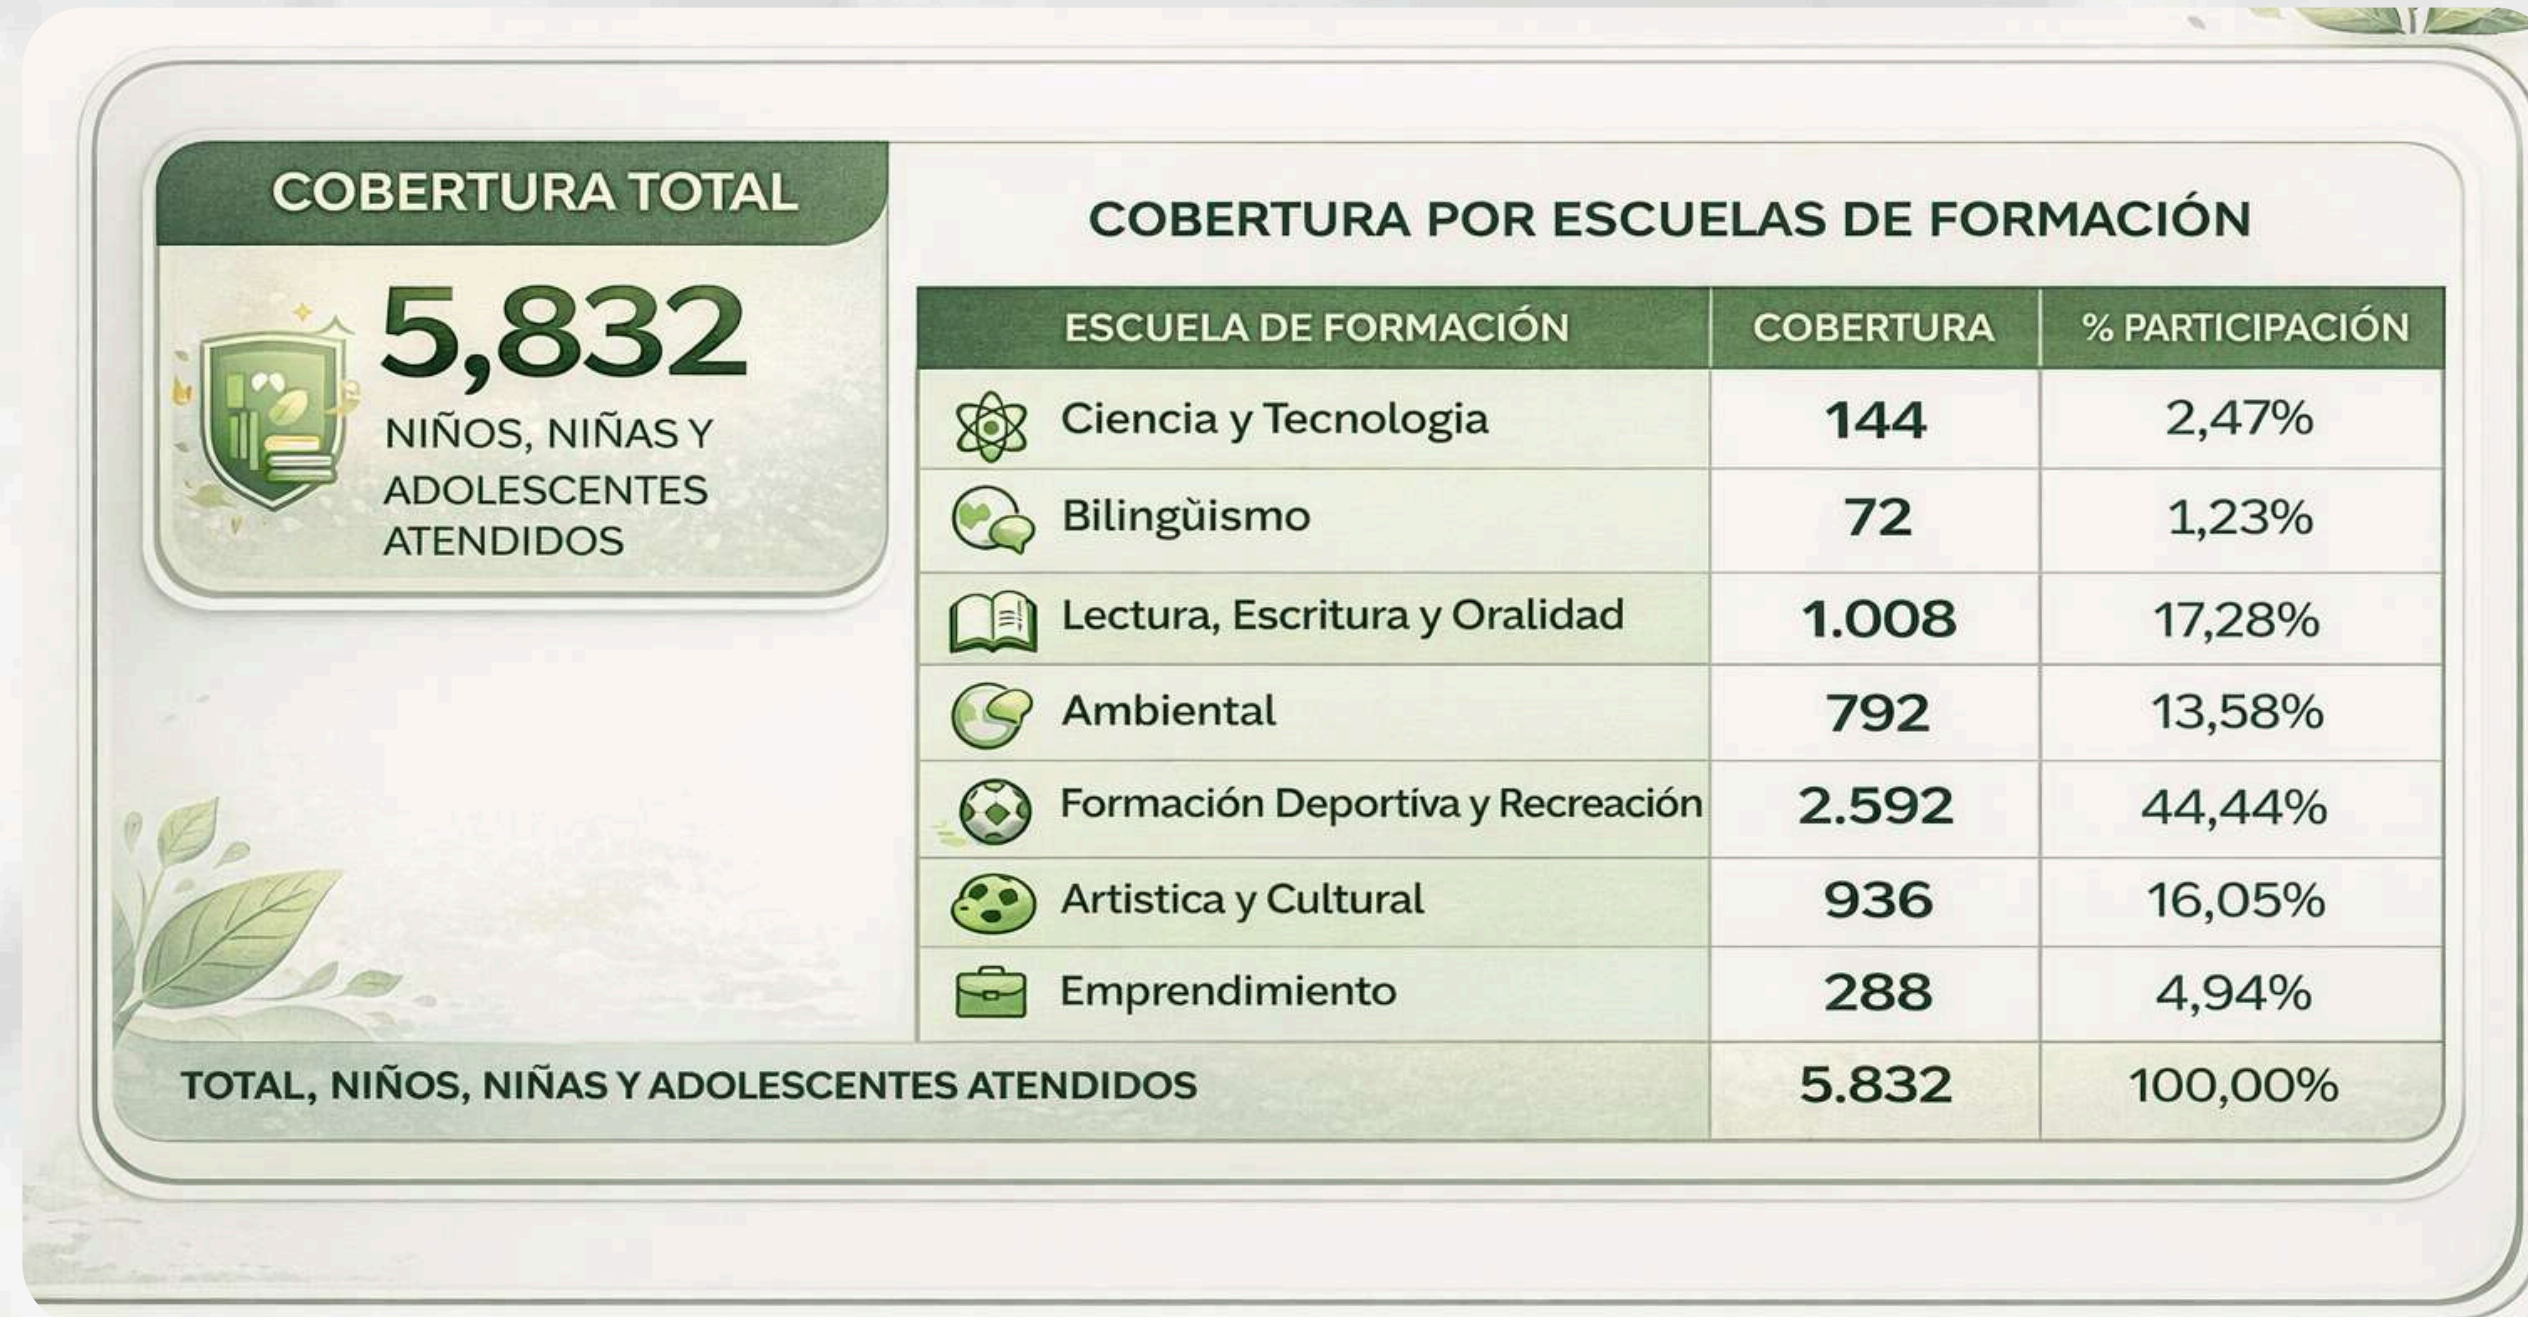 COBERTURA TOTAL
5,832
NIÑOS, NIÑAS Y
ADOLESCENTES
ATENDIDOS
COBERTURA POR ESCUELAS DE FORMACIÓN
ESCUELA DE FORMACIÓN COBERTURA % PARTICIPACIÓN
Ciencia y Tecnologia 144 2,47%
Bilingǜismo 72 1,23%
Lectura, Escritura y Oralidad 1.008 17,28%
Ambiental 792 13,58%
Formación Deportíva y Recreación 2.592 44,44%
Artistica y Cultural 936 16,05%
Emprendimiento 288 4,94%
TOTAL, NIÑOS, NIÑAS Y ADOLESCENTES ATENDIDOS 5.832 100,00%